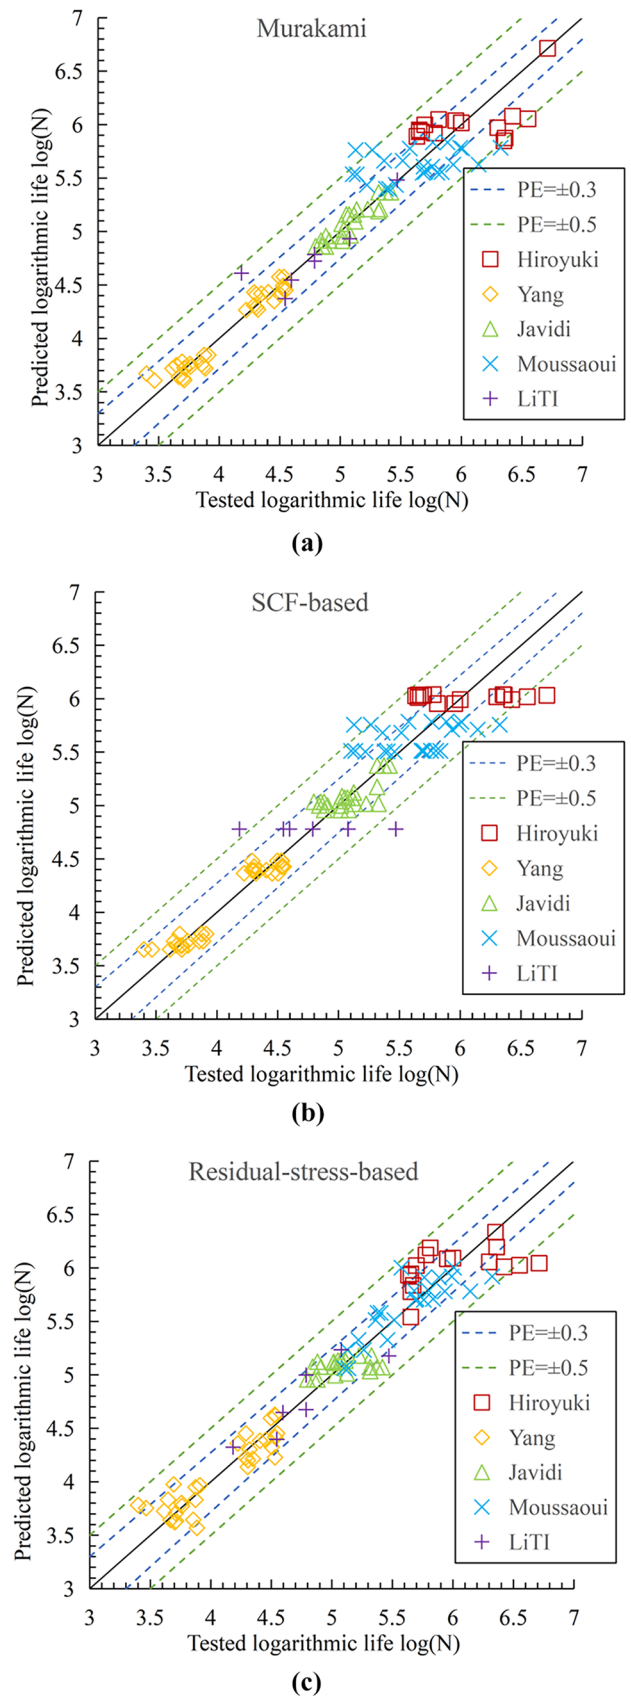 Murakami
7
6.5
6
5.5
5
4.5
4
3.5
3
Predicted logarithmic life log(N)
PE=±0.3
PE=±0.5
Hiroyuki
Yang
Javidi
Moussaoui
LiTI
3 3.5 4 4.5 5 5.5 6 6.5 7
Tested logarithmic life log(N)
(a)
SCF-based
7
6.5
6
5.5
5
4.5
4
3.5
3
Predicted logarithmic life log(N)
PE=±0.3
PE=±0.5
Hiroyuki
Yang
Javidi
Moussaoui
LiTI
3 3.5 4 4.5 5 5.5 6 6.5 7
Tested logarithmic life log(N)
(b)
Residual-stress-based
7
6.5
6
5.5
5
4.5
4
3.5
3
Predicted logarithmic life log(N)
PE=±0.3
PE=±0.5
Hiroyuki
Yang
Javidi
Moussaoui
LiTI
3 3.5 4 4.5 5 5.5 6 6.5 7
Tested logarithmic life log(N)
(c)